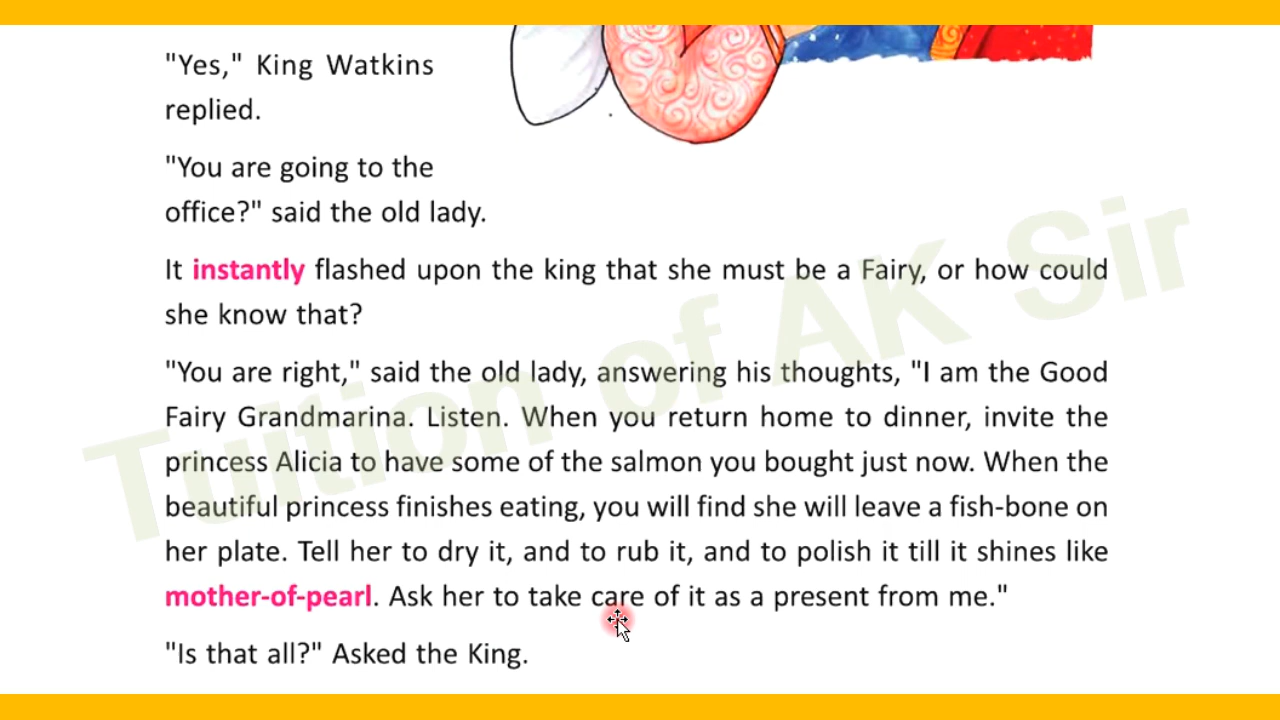 "Yes," King Watkins
replied.
"You are going to the
office?" said the old lady.
It instantly flashed upon the king that she must be a Fairy, or how could
she know that?
"You are right," said the old lady, answering his thoughts, "I am the Good
Fairy Grandmarina. Listen. When you return home to dinner, invite the
princess Alicia to have some of the salmon you bought just now. When the
beautiful princess finishes eating, you will find she will leave a fish-bone on
her plate. Tell her to dry it, and to rub it, and to polish it till it shines like
mother-of-pearl. Ask her to take care of it as a present from me."
"Is that all?" Asked the King.
Tuition of AK Sir